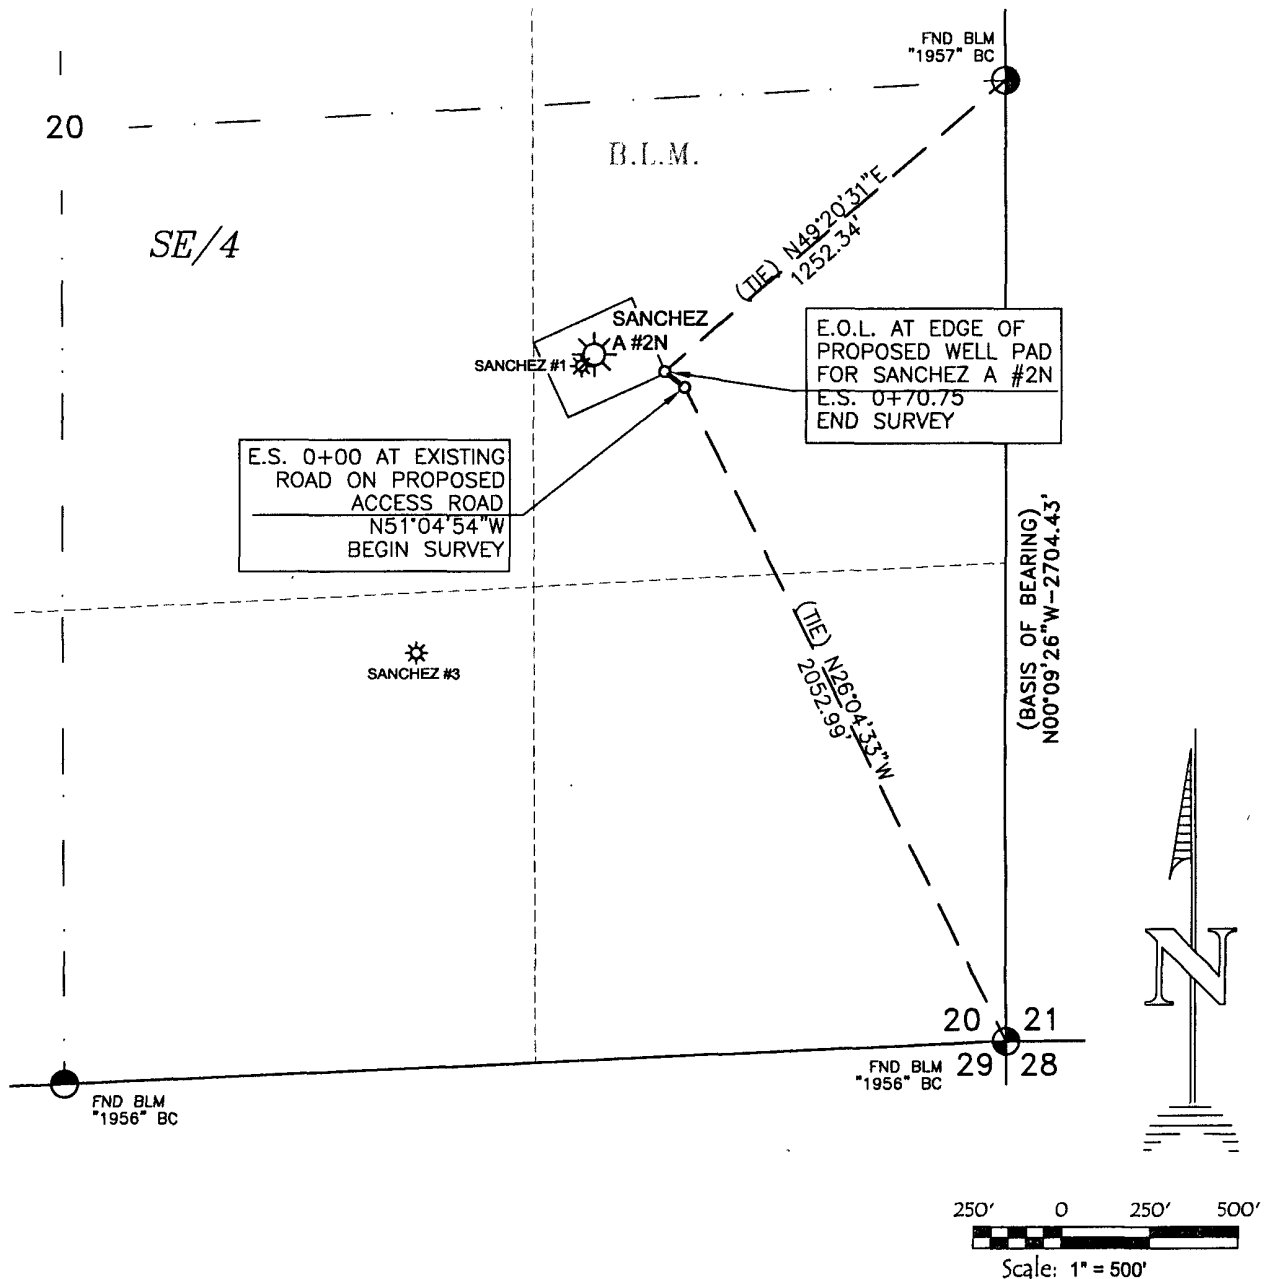 FND BLM
"1957" BC
20
B.L.M.
SE/4
(TIE) N49°20'31"E
1252.34'
SANCHEZ
A #2N
SANCHEZ #1
E.O.L. AT EDGE OF
PROPOSED WELL PAD
FOR SANCHEZ A #2N
E.S. 0+70.75
END SURVEY
E.S. 0+00 AT EXISTING
ROAD ON PROPOSED
ACCESS ROAD
N51°04'54"W
BEGIN SURVEY
(BASIS OF BEARING)
N00°09'26"W-2704.43'
(TIE) N26°04'33"W
2052.99'
SANCHEZ #3
N
20 21
29 28
FND BLM
"1956" BC
FND BLM
"1956" BC
250' 0 250' 500'
Scale: 1" = 500'